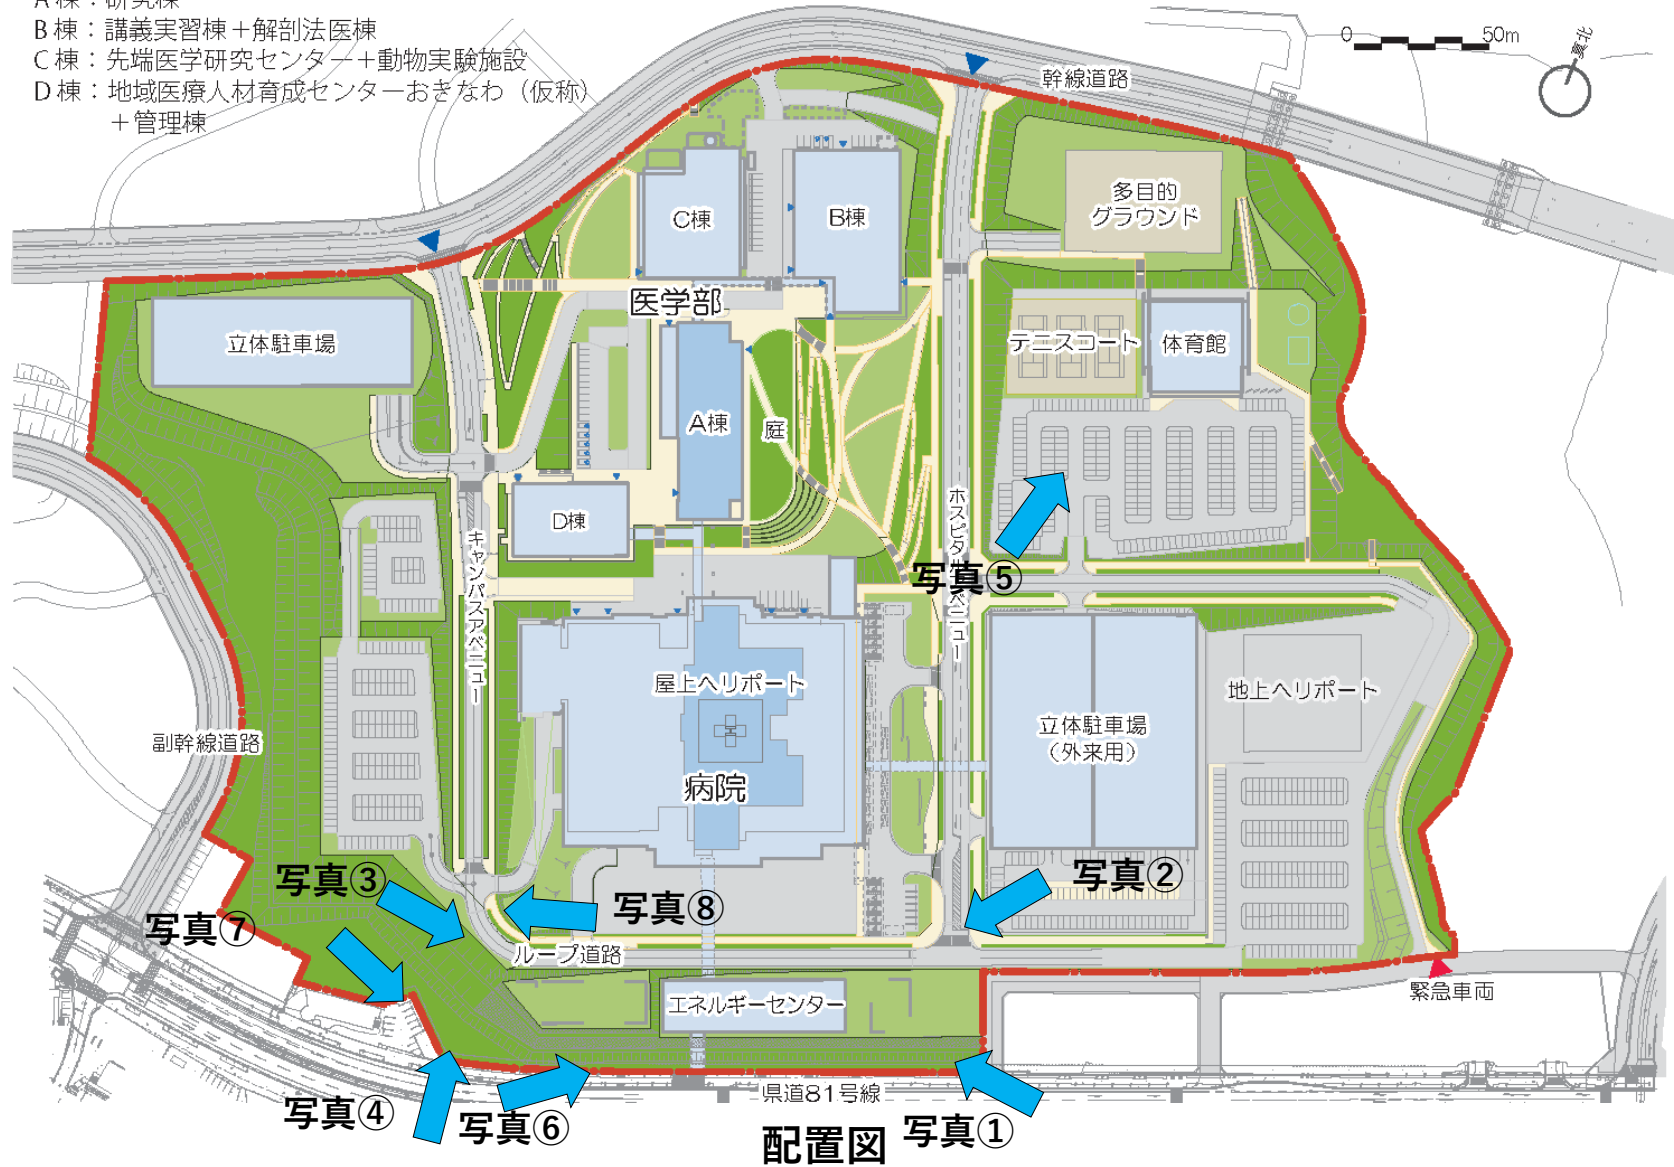 A棟：研究棟
B棟：講義実習棟＋解剖法医棟
C棟：先端医学研究センター＋動物実験施設
D棟：地域医療人材育成センターおきなわ（仮称）
＋管理棟
0 50m
真北
幹線道路
多目的
グラウンド
C棟
B棟
医学部
立体駐車場
テニスコート
体育館
A棟
庭
D棟
キャンパスアベニュー
ホスピタルアベニュー
写真⑤
屋上ヘリポート
地上ヘリポート
立体駐車場
（外来用）
副幹線道路
病院
写真③
写真②
写真⑧
写真⑦
ループ道路
エネルギーセンター
緊急車両
県道81号線
写真④
写真⑥
写真①
配置図